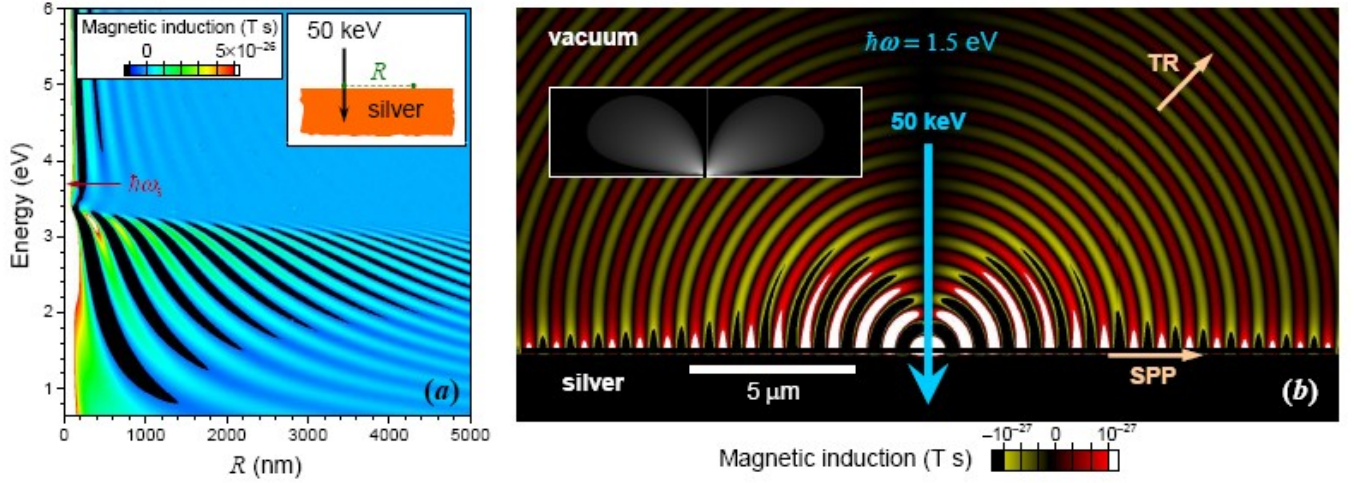 Magnetic induction (T s)
0 5×10⁻²⁶
50 keV
R
silver
ħωₛ
(a)
Energy (eV)
6
5
4
3
2
1
0 1000 2000 3000 4000 5000
R (nm)
vacuum
ħω = 1.5 eV
TR
50 keV
SPP
silver
5 μm
(b)
Magnetic induction (T s)
–10⁻²⁷ 0 10⁻²⁷